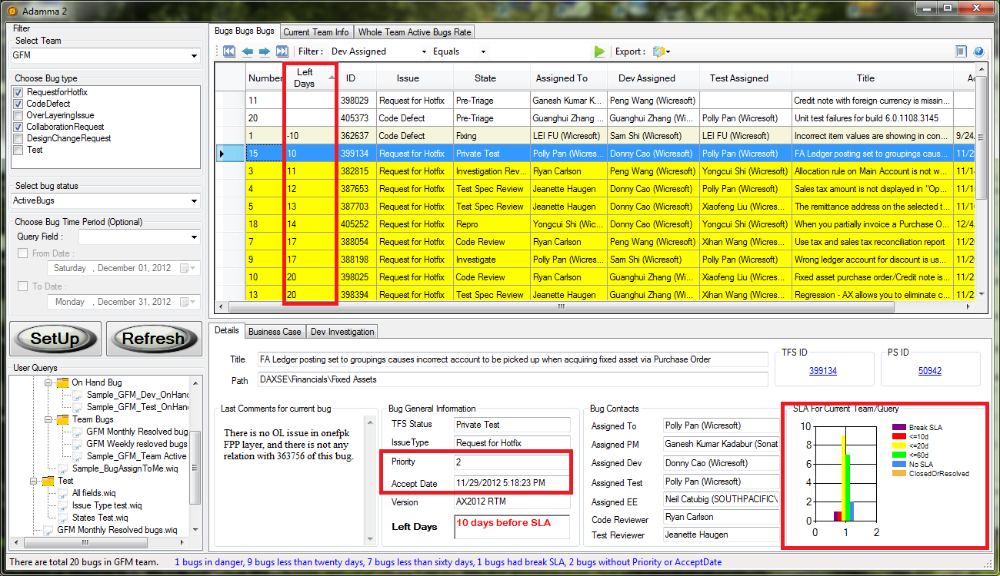 Adamma 2
Filter
Select Team
GFM
Choose Bug type
RequestforHotfix
CodeDefect
OverLayeringIssue
CollaborationRequest
DesignChangeRequest
Test
Select bug status
ActiveBugs
Choose Bug Time Period (Optional)
Query Field :
From Date :
Saturday , December 01, 2012
To Date :
Monday , December 31, 2012
SetUp Refresh
User Querys
On Hand Bug
Sample_GFM_Dev_OnHand
Sample_GFM_Test_OnHan
Team Bugs
GFM Monthly Resolved bug
GFM Weekly resloved bugs
Sample_GFM_Team Active
Sample_BugAssignToMe.wiq
Test
All fields.wiq
Issue Type test.wiq
States Test.wiq
GFM Monthly Resolved bugs.wiq
Bugs Bugs Bugs Current Team Info Whole Team Active Bugs Rate
Filter : Dev Assigned Equals Export :
Number Left Days ID Issue State Assigned To Dev Assigned Test Assigned Title Ac
11 398029 Request for Hotfix Pre-Triage Ganesh Kumar K... Peng Wang (Wicresoft) Credit note with foreign currency is missin...
20 405373 Code Defect Pre-Triage Guanghui Zhang ... Guanghui Zhang (Wi... Polly Pan (Wicresoft) Unit test failures for build 6.0.1108.3145
1 -10 362637 Code Defect Fixing LEI FU (Wicresoft) Sam Shi (Wicresoft) LEI FU (Wicresoft) Incorrect item values are showing in con... 9/24.
15 10 399134 Request for Hotfix Private Test Polly Pan (Wicres... Donny Cao (Wicresoft) Polly Pan (Wicresoft) FA Ledger posting set to groupings caus... 11/2
3 11 382815 Request for Hotfix Investigation Rev... Ryan Carlson Peng Wang (Wicresoft) Yongcui Shi (Wicres... Allocation rule on Main Account is not w... 11/1
4 12 387653 Request for Hotfix Test Spec Review Jeanette Haugen Donny Cao (Wicresoft) Polly Pan (Wicresoft) Sales tax amount is not displayed in "Op... 11/1
5 13 387703 Request for Hotfix Test Spec Review Jeanette Haugen Donny Cao (Wicresoft) Xiaofeng Liu (Wicres... The remittance address on the selected t... 11/1
18 14 405252 Request for Hotfix Repro Yongcui Shi (Wic... Donny Cao (Wicresoft) Yongcui Shi (Wicres... When you partially invoice a Purchase O... 12/4.
7 17 388054 Request for Hotfix Code Review Ryan Carlson Peng Wang (Wicresoft) Yongcui Shi (Wicres... Use tax and sales tax reconciliation report 11/2
9 17 388198 Request for Hotfix Investigate Polly Pan (Wicres... Sam Shi (Wicresoft) Polly Pan (Wicresoft) Wrong ledger account for discount is us... 11/2
10 20 398025 Request for Hotfix Code Review Ryan Carlson Guanghui Zhang (Wi... Xihan Wang (Wicres... Fixed asset purchase order/Credit note is... 11/2
13 20 398394 Request for Hotfix Test Spec Review Jeanette Haugen Guanghui Zhang (Wi... Xihan Wang (Wicres... Regression - AX allows you to eliminate c... 11/2
Details Business Case Dev Investigation
Title FA Ledger posting set to groupings causes incorrect account to be picked up when acquiring fixed asset via Purchase Order
Path DAXSE\Financials\Fixed Assets
TFS ID
399134
PS ID
50942
Last Comments for current bug
There is no OL issue in onefpk
FPP layer, and there is not any
relation with 363756 of this bug.
Bug General Information
TFS Status Private Test
IssueType Request for Hotfix
Priority 2
Accept Date 11/29/2012 5:18:23 PM
Version AX2012 RTM
Left Days 10 days before SLA
Bug Contacts
Assigned To Polly Pan (Wicresoft)
Assigned PM Ganesh Kumar Kadabur (Sonat
Assigned Dev Donny Cao (Wicresoft)
Assigned Test Polly Pan (Wicresoft)
Assigned EE Neil Catubig (SOUTHPACIFIC\
Code Reviewer Ryan Carlson
Test Reviewer Jeanette Haugen
SLA For Current Team/Query
10
8
6
4
2
0
0 1 2
Break SLA
<=10d
<=20d
<=60d
No SLA
ClosedOrResolved
There are total 20 bugs in GFM team. 1 bugs in danger, 9 bugs less than twenty days, 7 bugs less than sixty days, 1 bugs had break SLA, 2 bugs without Priority or AcceptDate